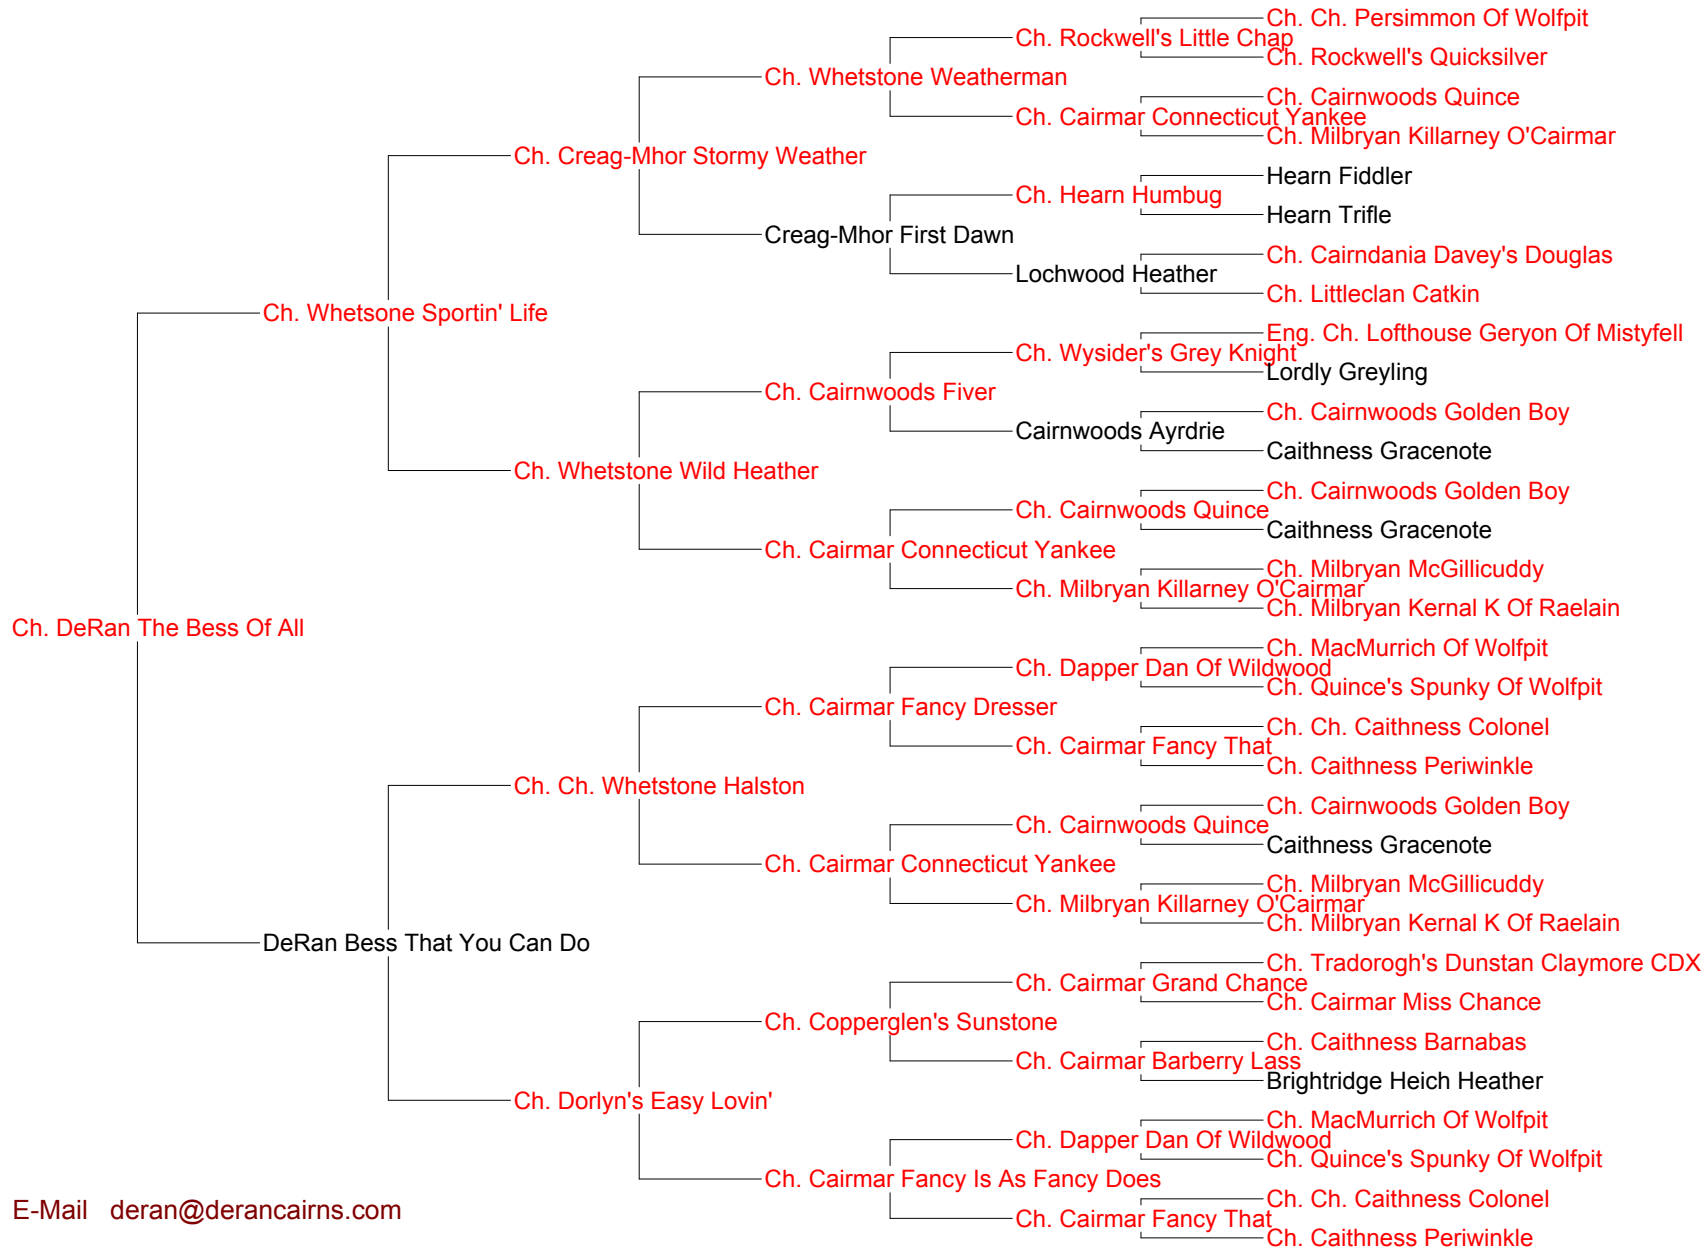 Ch. Ch. Persimmon Of Wolfpit
Ch. Rockwell's Little Chap
Ch. Rockwell's Quicksilver
Ch. Whetstone Weatherman
Ch. Cairnwoods Quince
Ch. Cairmar Connecticut Yankee
Ch. Milbryan Killarney O'Cairmar
Ch. Creag-Mhor Stormy Weather
Hearn Fiddler
Ch. Hearn Humbug
Hearn Trifle
Creag-Mhor First Dawn
Ch. Cairndania Davey's Douglas
Lochwood Heather
Ch. Littleclan Catkin
Ch. Whetsone Sportin' Life
Eng. Ch. Lofthouse Geryon Of Mistyfell
Ch. Wysider's Grey Knight
Lordly Greyling
Ch. Cairnwoods Fiver
Ch. Cairnwoods Golden Boy
Cairnwoods Ayrdrie
Caithness Gracenote
Ch. Whetstone Wild Heather
Ch. Cairnwoods Golden Boy
Ch. Cairnwoods Quince
Caithness Gracenote
Ch. Cairmar Connecticut Yankee
Ch. Milbryan McGillicuddy
Ch. Milbryan Killarney O'Cairmar
Ch. Milbryan Kernal K Of Raelain
Ch. DeRan The Bess Of All
Ch. MacMurrich Of Wolfpit
Ch. Dapper Dan Of Wildwood
Ch. Quince's Spunky Of Wolfpit
Ch. Cairmar Fancy Dresser
Ch. Ch. Caithness Colonel
Ch. Cairmar Fancy That
Ch. Caithness Periwinkle
Ch. Ch. Whetstone Halston
Ch. Cairnwoods Golden Boy
Ch. Cairnwoods Quince
Caithness Gracenote
Ch. Cairmar Connecticut Yankee
Ch. Milbryan McGillicuddy
Ch. Milbryan Killarney O'Cairmar
Ch. Milbryan Kernal K Of Raelain
DeRan Bess That You Can Do
Ch. Tradorogh's Dunstan Claymore CDX
Ch. Cairmar Grand Chance
Ch. Cairmar Miss Chance
Ch. Copperglen's Sunstone
Ch. Caithness Barnabas
Ch. Cairmar Barberry Lass
Brightridge Heich Heather
Ch. Dorlyn's Easy Lovin'
Ch. MacMurrich Of Wolfpit
Ch. Dapper Dan Of Wildwood
Ch. Quince's Spunky Of Wolfpit
Ch. Cairmar Fancy Is As Fancy Does
Ch. Ch. Caithness Colonel
Ch. Cairmar Fancy That
Ch. Caithness Periwinkle
E-Mail deran@derancairns.com